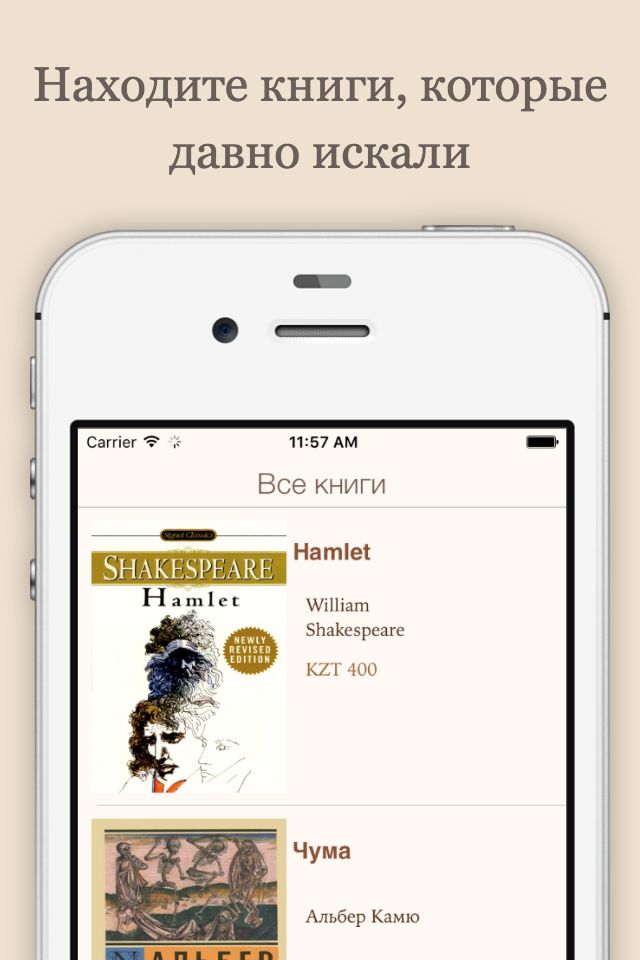 Находите книги, которые
давно искали
Carrier
11:57 AM
Все книги
Signet Classics
SHAKESPEARE
Hamlet
NEWLY
REVISED
EDITION
Hamlet
William
Shakespeare
KZT 400
Чума
Альбер Камю